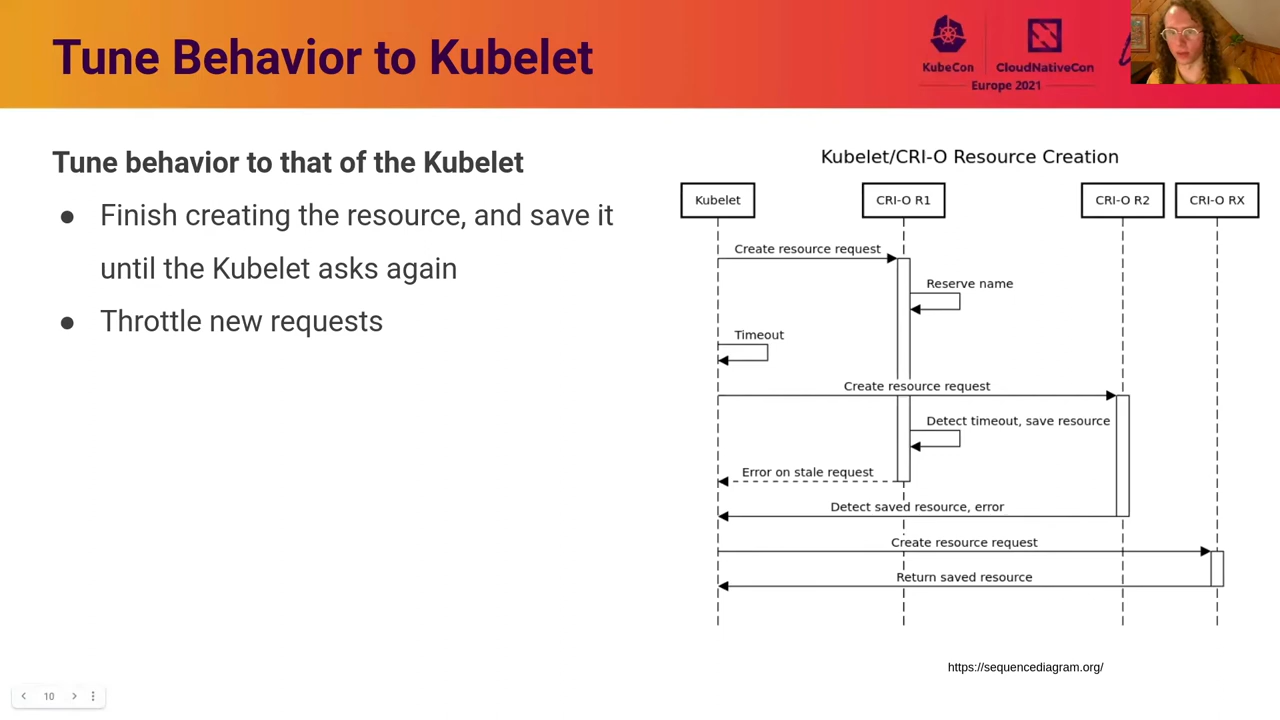 Tune Behavior to Kubelet
KubeCon
CloudNativeCon
Europe 2021
Tune behavior to that of the Kubelet
● Finish creating the resource, and save it
until the Kubelet asks again
● Throttle new requests
Kubelet/CRI-O Resource Creation
Kubelet
CRI-O R1
CRI-O R2
CRI-O RX
Create resource request
Reserve name
Timeout
Create resource request
Detect timeout, save resource
Error on stale request
Detect saved resource, error
Create resource request
Return saved resource
https://sequencediagram.org/
10